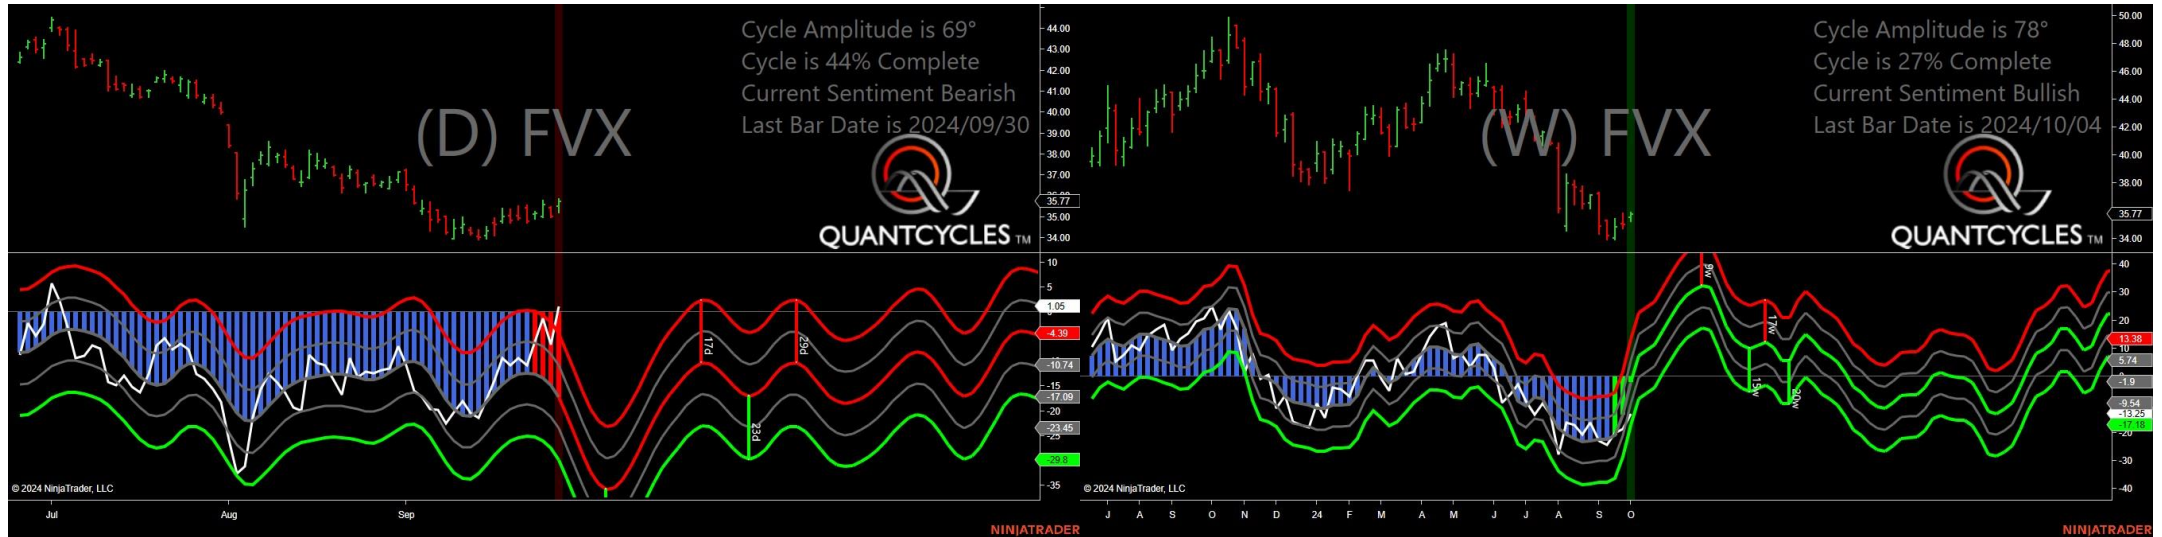 Cycle Amplitude is 69°
Cycle is 44% Complete
Current Sentiment Bearish
Last Bar Date is 2024/09/30
(D) FVX
QUANTCYCLES TM
44.00
43.00
42.00
41.00
40.00
39.00
38.00
37.00
36.00
35.77
35.00
34.00
10
5
1.05
-4.39
-10.74
-15
-17.09
-20
-23.45
-25
-29.8
-35
17d
29d
23d
© 2024 NinjaTrader, LLC
Jul
Aug
Sep
NINJATRADER
Cycle Amplitude is 78°
Cycle is 27% Complete
Current Sentiment Bullish
Last Bar Date is 2024/10/04
(W) FVX
QUANTCYCLES TM
50.00
48.00
46.00
44.00
42.00
40.00
38.00
35.77
34.00
40
30
20
13.38
10
5.74
-1.9
-9.54
-13.25
-17.18
-20
-30
-40
9w
17w
15w
20w
© 2024 NinjaTrader, LLC
J A S O N D 24 F M A M J J A S O
NINJATRADER